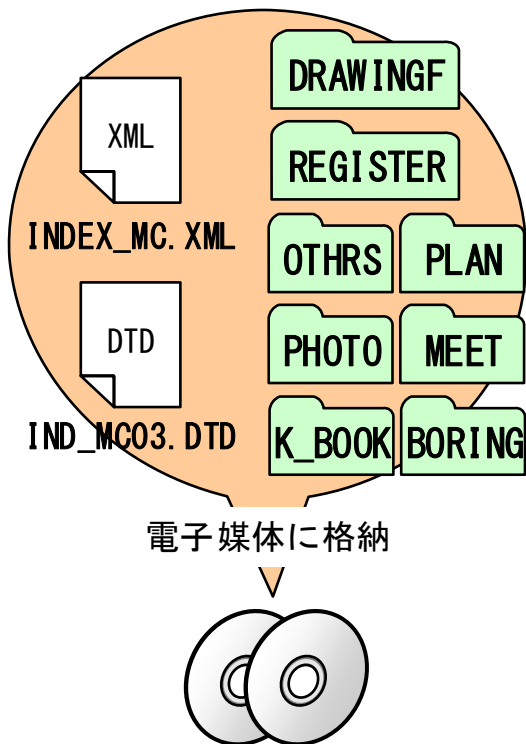 XML
INDEX_MC.XML
DTD
IND_MC03.DTD
DRAWINGF
REGISTER
OTHRS
PLAN
PHOTO
MEET
K_BOOK
BORING
電子媒体に格納